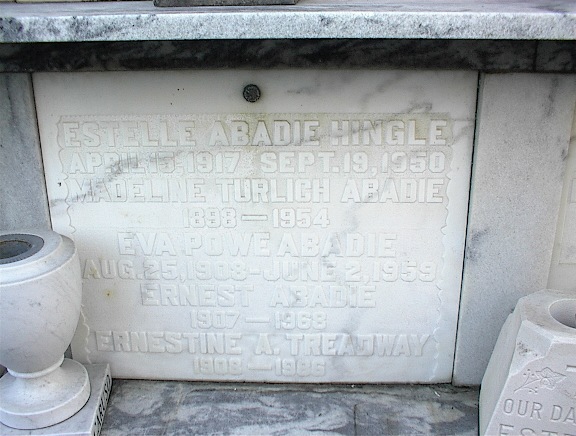 ESTELLE ABADIE HINGLE
APRIL 15, 1917 SEPT. 19, 1950
MADELINE TURLICH ABADIE
1898 — 1954
EVA POWE ABADIE
AUG. 25, 1908 - JUNE 2, 1959
ERNEST ABADIE
1907 — 1968
ERNESTINE A. TREADWAY
1908 — 1986
OUR DA